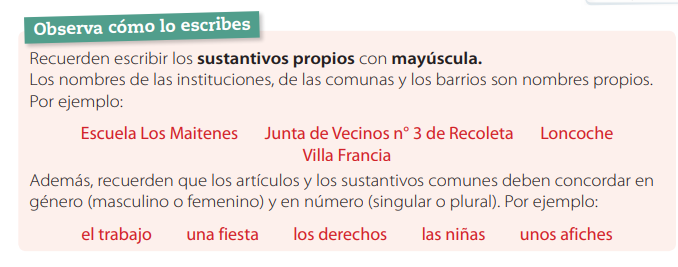 Observa cómo lo escribes
Recuerden escribir los sustantivos propios con mayúscula.
Los nombres de las instituciones, de las comunas y los barrios son nombres propios.
Por ejemplo:
Escuela Los Maitenes Junta de Vecinos n° 3 de Recoleta Loncoche
Villa Francia
Además, recuerden que los artículos y los sustantivos comunes deben concordar en
género (masculino o femenino) y en número (singular o plural). Por ejemplo:
el trabajo una fiesta los derechos las niñas unos afiches